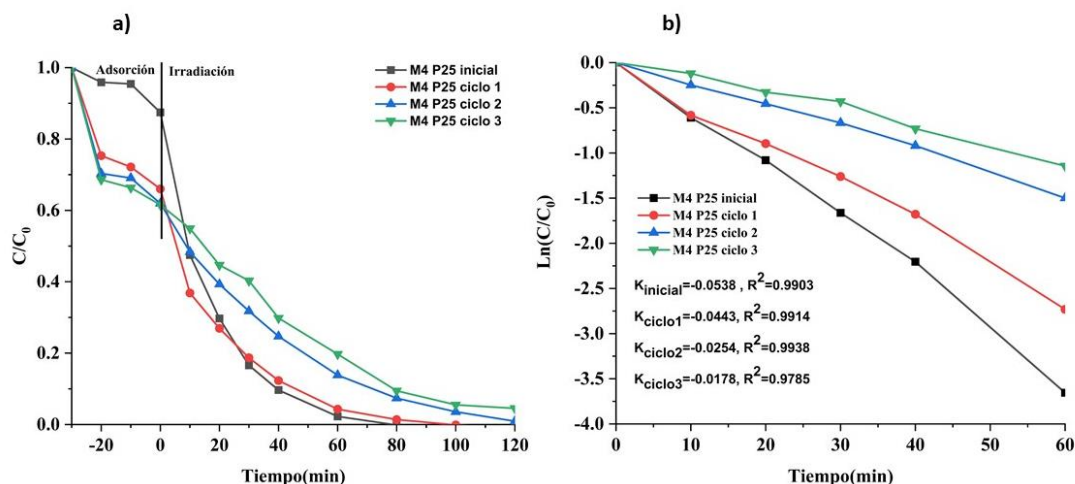 a)
Adsorción
Irradiación
M4 P25 inicial
M4 P25 ciclo 1
M4 P25 ciclo 2
M4 P25 ciclo 3
C/C0
1.0
0.8
0.6
0.4
0.2
0.0
-20 0 20 40 60 80 100 120
Tiempo(min)
b)
Ln(C/C0)
0.0
-0.5
-1.0
-1.5
-2.0
-2.5
-3.0
-3.5
-4.0
M4 P25 inicial
M4 P25 ciclo 1
M4 P25 ciclo 2
M4 P25 ciclo 3
Kinicial=-0.0538 , R2=0.9903
Kciclo1=-0.0443, R2=0.9914
Kciclo2=-0.0254, R2=0.9938
Kciclo3=-0.0178, R2=0.9785
0 10 20 30 40 50 60
Tiempo(min)